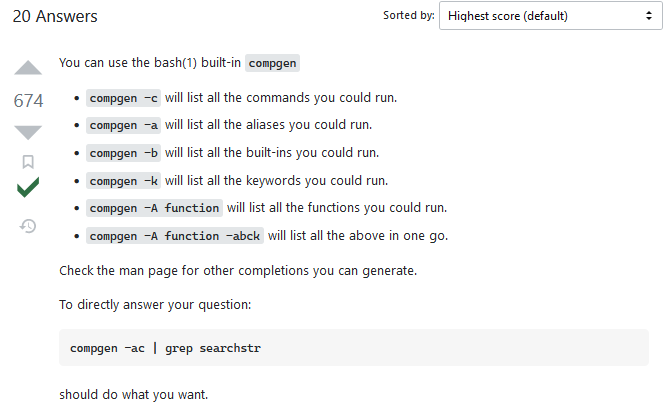 20 Answers
Sorted by: Highest score (default)
You can use the bash(1) built-in compgen
674
• compgen -c will list all the commands you could run.
• compgen -a will list all the aliases you could run.
• compgen -b will list all the built-ins you could run.
• compgen -k will list all the keywords you could run.
• compgen -A function will list all the functions you could run.
• compgen -A function -abck will list all the above in one go.
Check the man page for other completions you can generate.
To directly answer your question:
compgen -ac | grep searchstr
should do what you want.